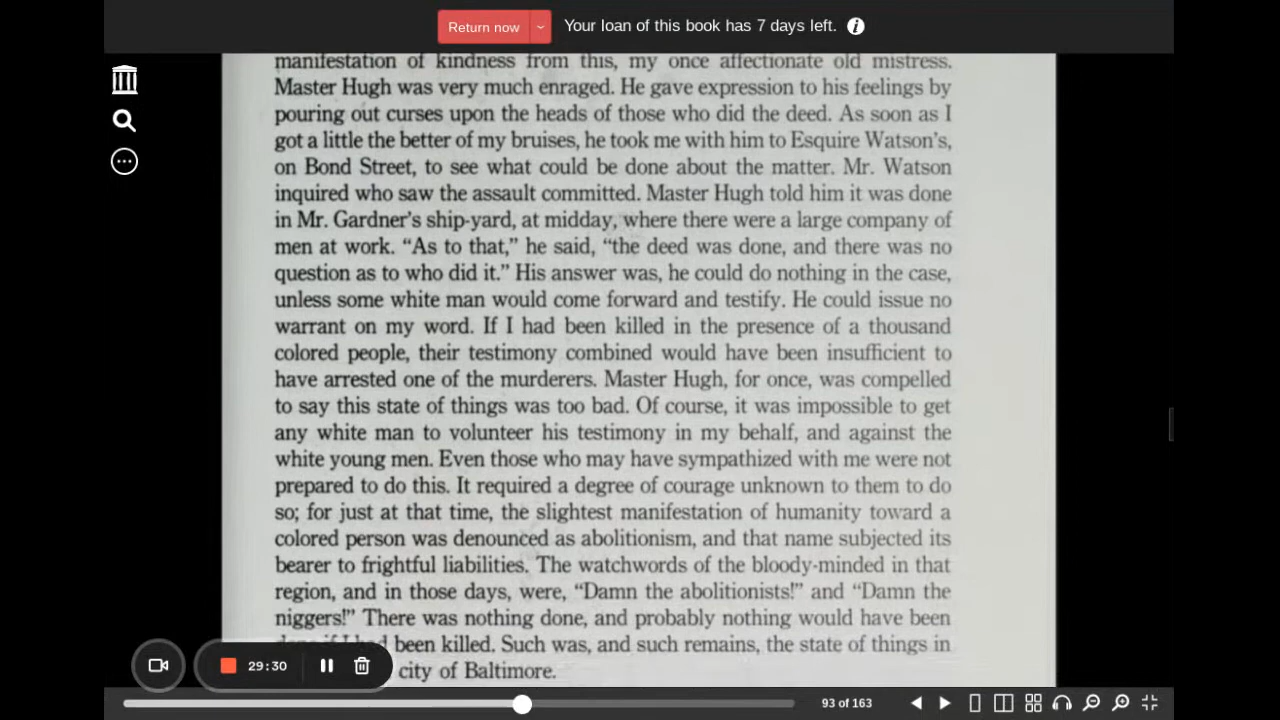 Return now
Your loan of this book has 7 days left.
manifestation of kindness from this, my once affectionate old mistress.
Master Hugh was very much enraged. He gave expression to his feelings by
pouring out curses upon the heads of those who did the deed. As soon as I
got a little the better of my bruises, he took me with him to Esquire Watson's,
on Bond Street, to see what could be done about the matter. Mr. Watson
inquired who saw the assault committed. Master Hugh told him it was done
in Mr. Gardner's ship-yard, at midday, where there were a large company of
men at work. “As to that,” he said, “the deed was done, and there was no
question as to who did it.” His answer was, he could do nothing in the case,
unless some white man would come forward and testify. He could issue no
warrant on my word. If I had been killed in the presence of a thousand
colored people, their testimony combined would have been insufficient to
have arrested one of the murderers. Master Hugh, for once, was compelled
to say this state of things was too bad. Of course, it was impossible to get
any white man to volunteer his testimony in my behalf, and against the
white young men. Even those who may have sympathized with me were not
prepared to do this. It required a degree of courage unknown to them to do
so; for just at that time, the slightest manifestation of humanity toward a
colored person was denounced as abolitionism, and that name subjected its
bearer to frightful liabilities. The watchwords of the bloody-minded in that
region, and in those days, were, “Damn the abolitionists!” and “Damn the
niggers!” There was nothing done, and probably nothing would have been
been killed. Such was, and such remains, the state of things in
city of Baltimore.
29:30
93 of 163